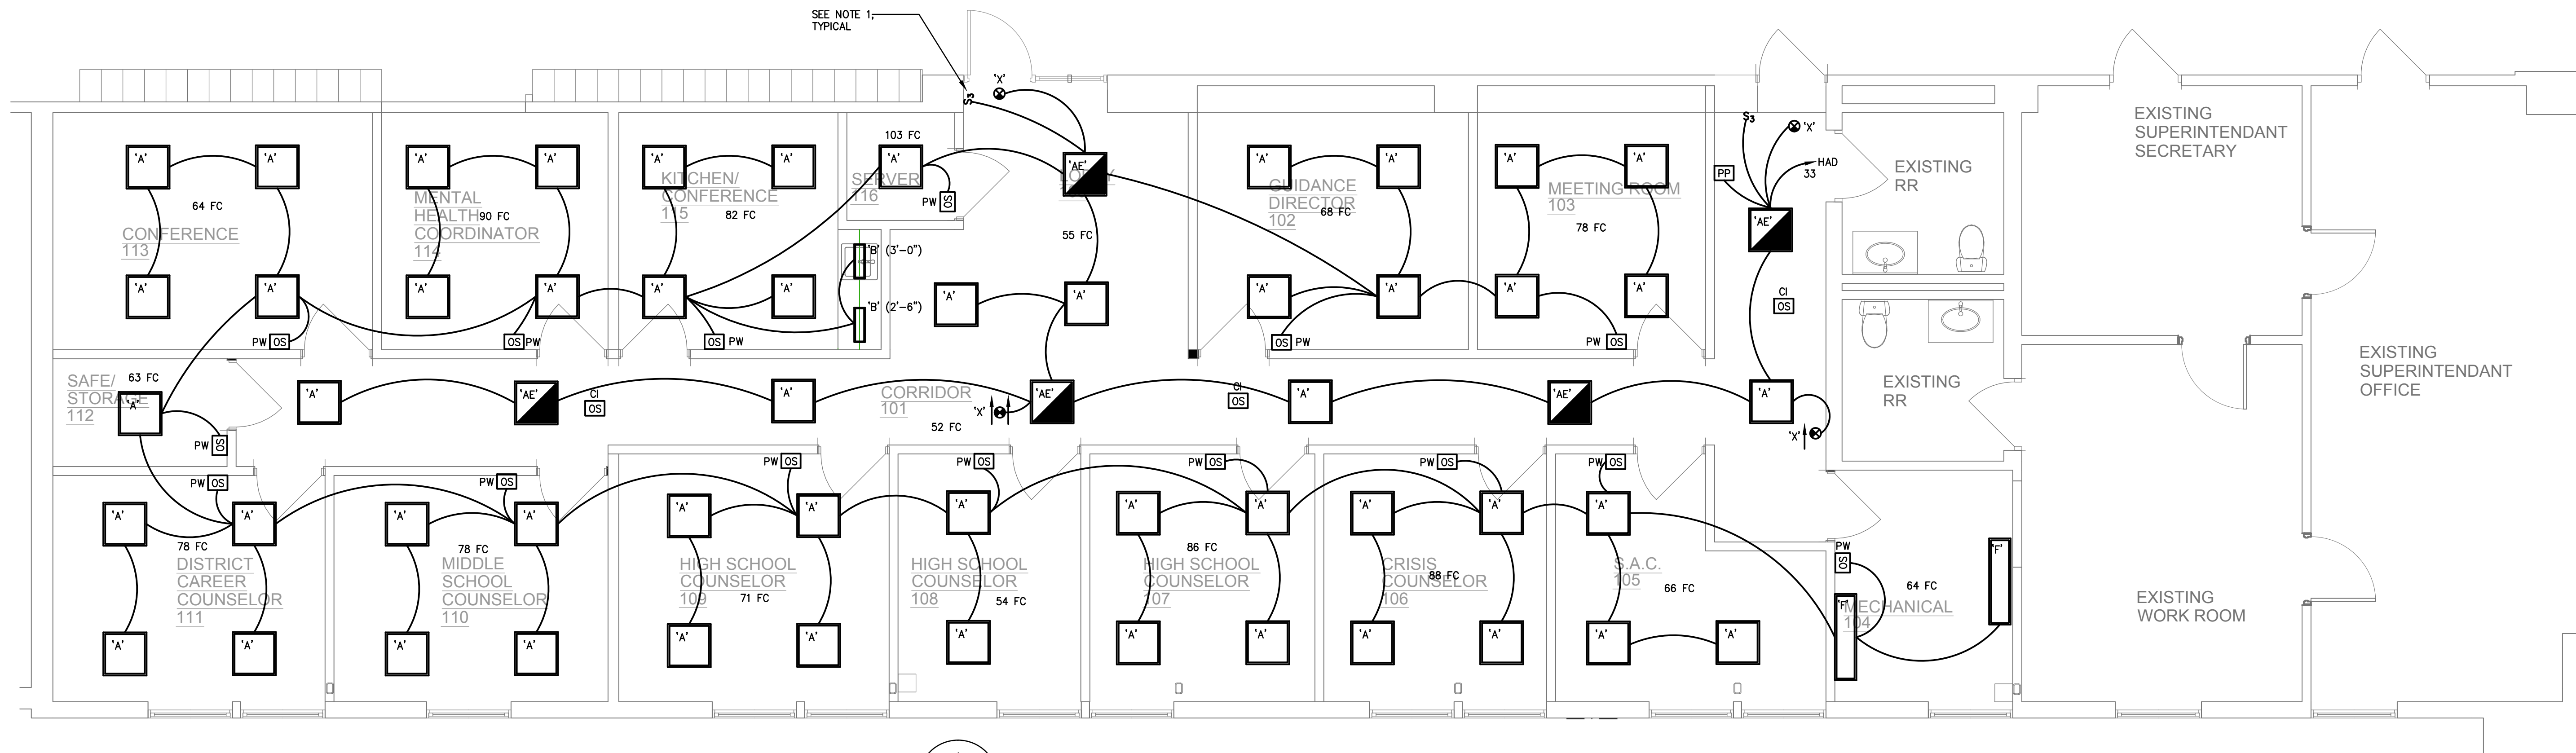 SEE NOTE 1,
TYPICAL
'X'
S3
'A'
'A'
64 FC
CONFERENCE
113
'A'
'A'
PW OS
'A'
'A'
MENTAL
HEALTH
COORDINATOR
114
90 FC
'A'
'A'
OS PW
'A'
'A'
KITCHEN/
CONFERENCE
115
82 FC
'A'
'A'
OS PW
'B' (3'-0")
'B' (2'-6")
103 FC
'A'
SERVER
116
PW OS
'AE'
55 FC
'A'
'A'
'A'
'A'
GUIDANCE
DIRECTOR
102
68 FC
'A'
'A'
OS PW
'A'
'A'
MEETING ROOM
103
78 FC
'A'
'A'
PW OS
S3
'X'
HAD
33
PP
'AE'
CI
OS
EXISTING
RR
EXISTING
RR
EXISTING
SUPERINTENDANT
SECRETARY
EXISTING
SUPERINTENDANT
OFFICE
EXISTING
WORK ROOM
SAFE/
STORAGE
112
63 FC
'A'
PW OS
'A'
'AE'
CI
OS
'A'
CORRIDOR
101
52 FC
'X'
'AE'
CI
OS
'A'
'AE'
'A'
'X'
PW OS
'A'
'A'
78 FC
DISTRICT
CAREER
COUNSELOR
111
'A'
'A'
PW OS
'A'
'A'
78 FC
MIDDLE
SCHOOL
COUNSELOR
110
'A'
'A'
PW OS
'A'
'A'
HIGH SCHOOL
COUNSELOR
109
71 FC
'A'
'A'
PW OS
'A'
HIGH SCHOOL
COUNSELOR
108
54 FC
'A'
PW OS
'A'
'A'
86 FC
HIGH SCHOOL
COUNSELOR
107
'A'
'A'
PW OS
'A'
'A'
CRISIS
COUNSELOR
106
88 FC
'A'
'A'
PW OS
'A'
S.A.C.
105
66 FC
'A'
'A'
PW
OS
'F'
'F'
64 FC
MECHANICAL
104